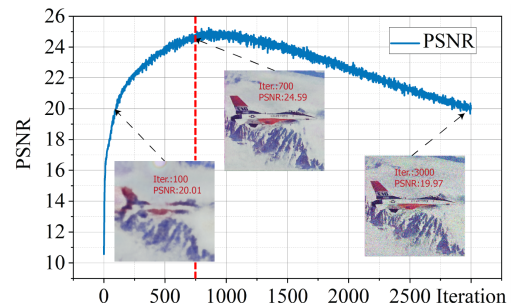 26
24
22
20
18
16
14
12
10
PSNR
PSNR
Iter.:700
PSNR:24.59
Iter.:100
PSNR:20.01
Iter.:3000
PSNR:19.97
0 500 1000 1500 2000 2500 Iteration